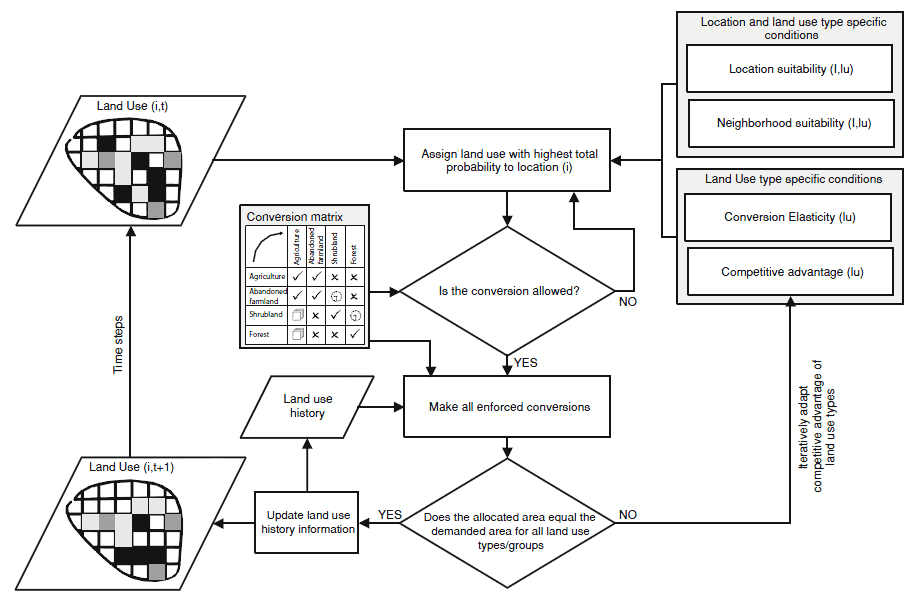 Location and land use type specific
conditions
Location suitability (I,lu)
Neighborhood suitability (I,lu)
Land Use type specific conditions
Conversion Elasticity (lu)
Competitive advantage (lu)
Land Use (i,t)
Assign land use with highest total
probability to location (i)
Conversion matrix
Agriculture
Abandoned
farmland
Shrubland
Forest
Agriculture
Abandoned
farmland
Shrubland
Forest
Is the conversion allowed?
NO
YES
Time steps
Land use
history
Make all enforced conversions
Iteratively adapt
competitive advantage of
land use types
Land Use (i,t+1)
Update land use
history information
YES
Does the allocated area equal the
demanded area for all land use
types/groups
NO